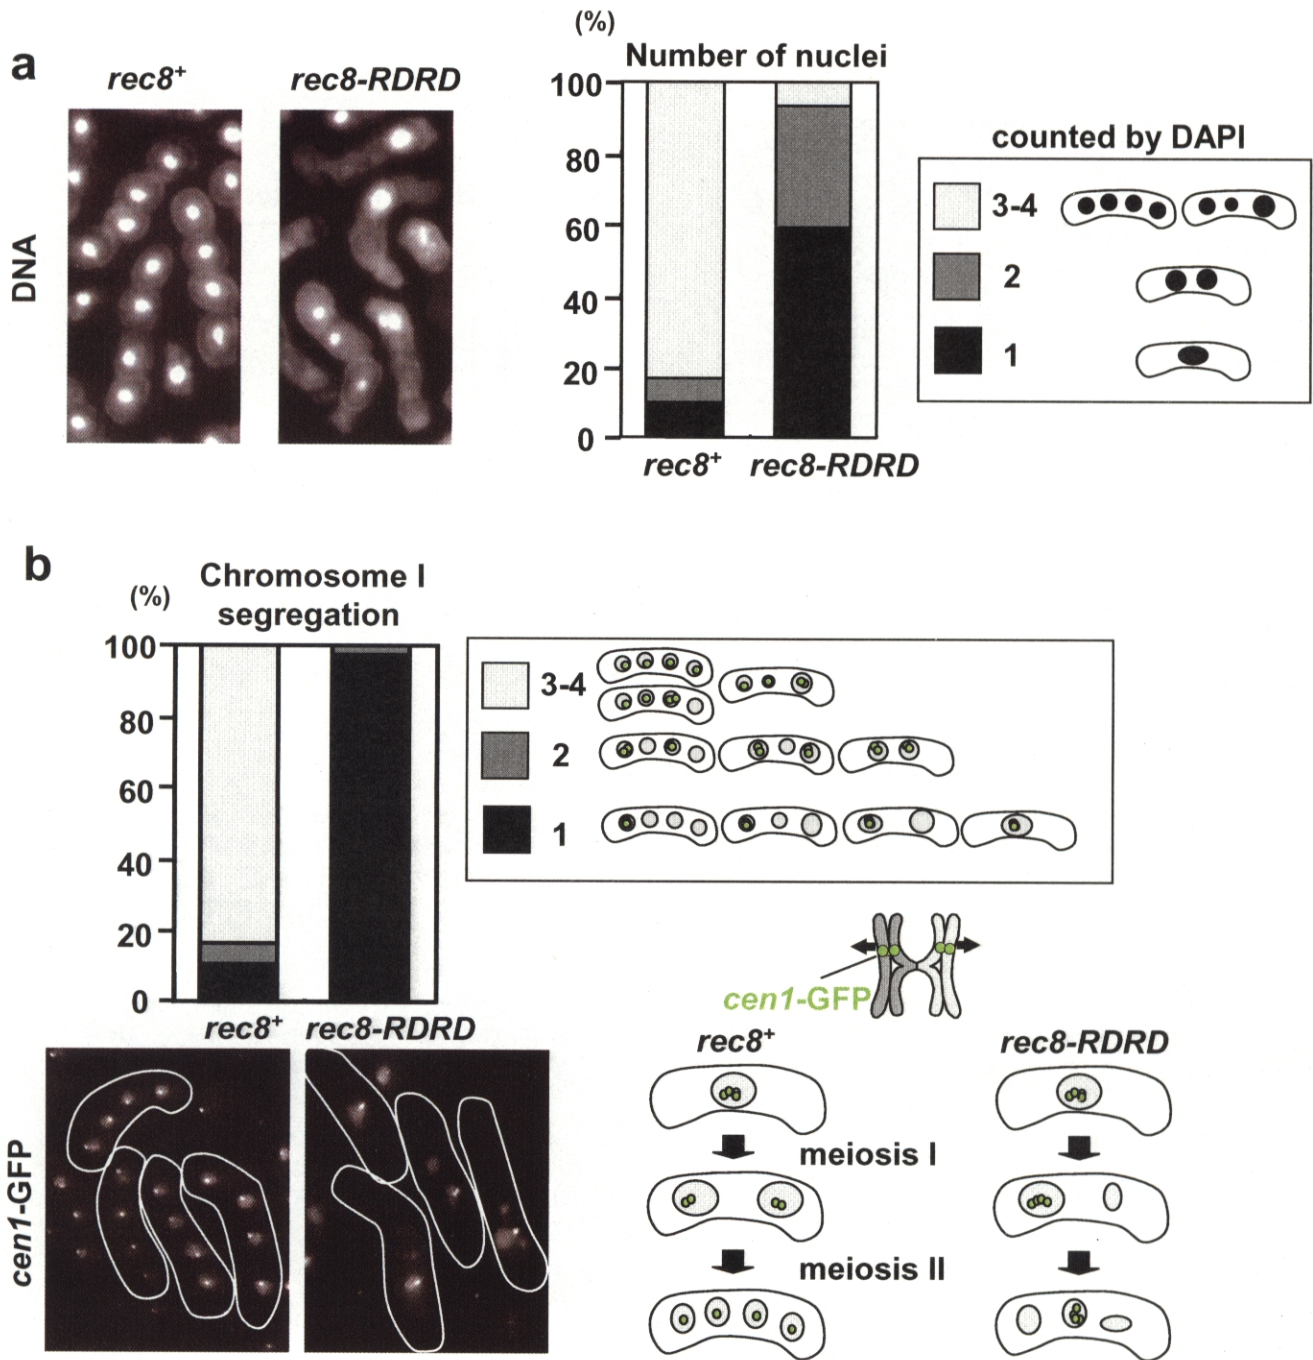 a
rec8⁺
rec8-RDRD
DNA
(%)
Number of nuclei
100
80
60
40
20
0
rec8⁺
rec8-RDRD
counted by DAPI
3-4
2
1
b
(%)
Chromosome I
segregation
100
80
60
40
20
0
rec8⁺
rec8-RDRD
3-4
2
1
cen1-GFP
cen1-GFP
rec8⁺
rec8-RDRD
meiosis I
meiosis II